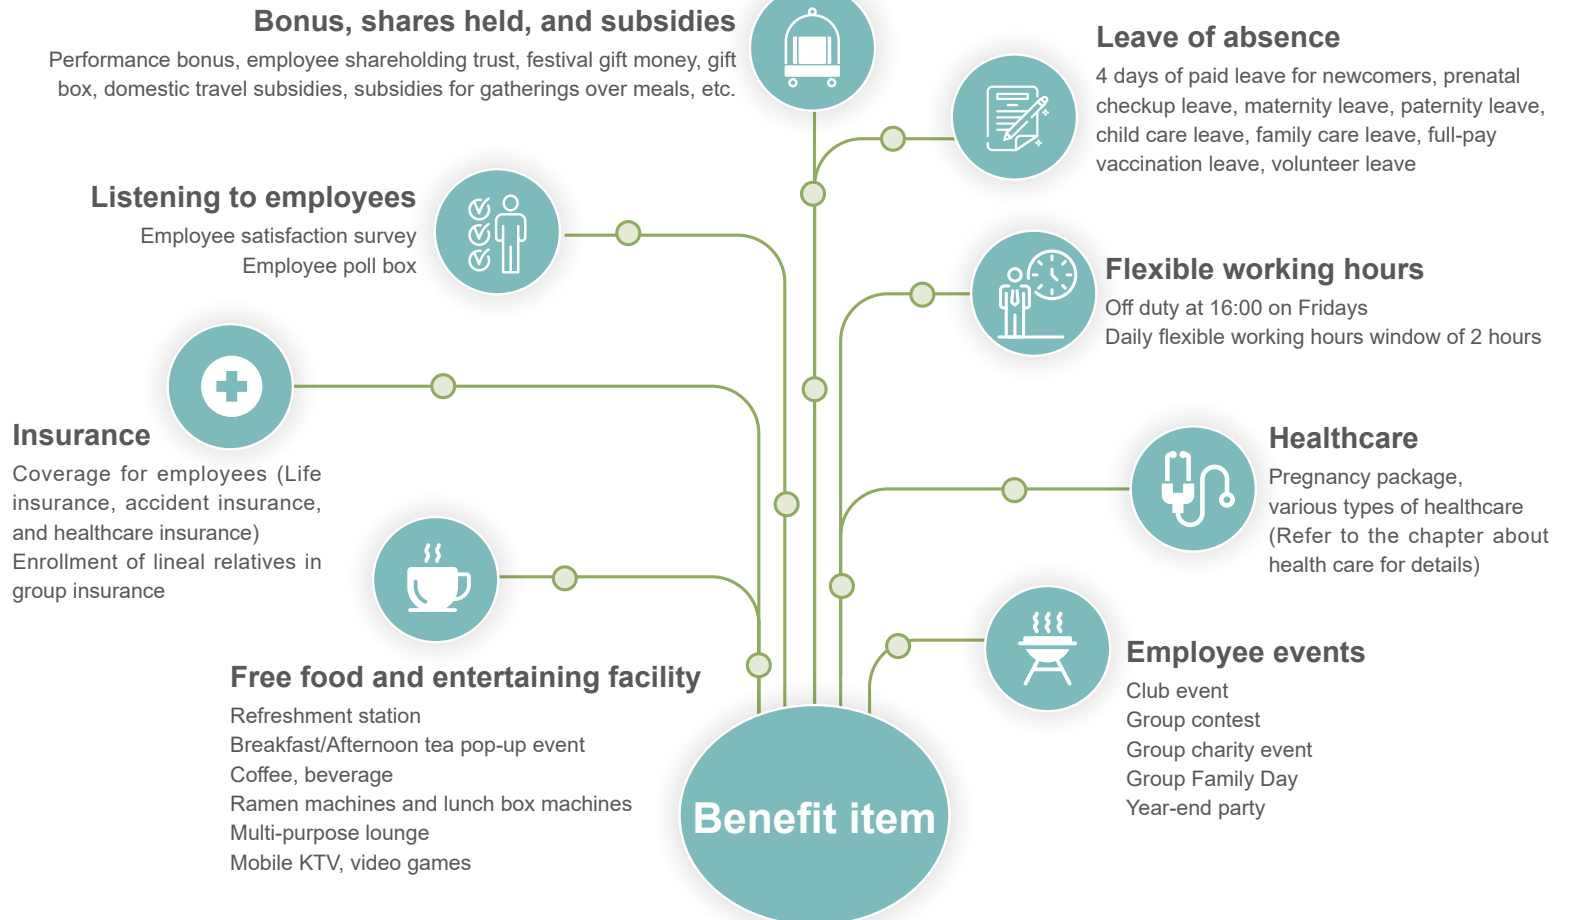 Bonus, shares held, and subsidies
Performance bonus, employee shareholding trust, festival gift money, gift
box, domestic travel subsidies, subsidies for gatherings over meals, etc.
Leave of absence
4 days of paid leave for newcomers, prenatal
checkup leave, maternity leave, paternity leave,
child care leave, family care leave, full-pay
vaccination leave, volunteer leave
Listening to employees
Employee satisfaction survey
Employee poll box
Flexible working hours
Off duty at 16:00 on Fridays
Daily flexible working hours window of 2 hours
Insurance
Coverage for employees (Life
insurance, accident insurance,
and healthcare insurance)
Enrollment of lineal relatives in
group insurance
Healthcare
Pregnancy package,
various types of healthcare
(Refer to the chapter about
health care for details)
Free food and entertaining facility
Refreshment station
Breakfast/Afternoon tea pop-up event
Coffee, beverage
Ramen machines and lunch box machines
Multi-purpose lounge
Mobile KTV, video games
Employee events
Club event
Group contest
Group charity event
Group Family Day
Year-end party
Benefit item